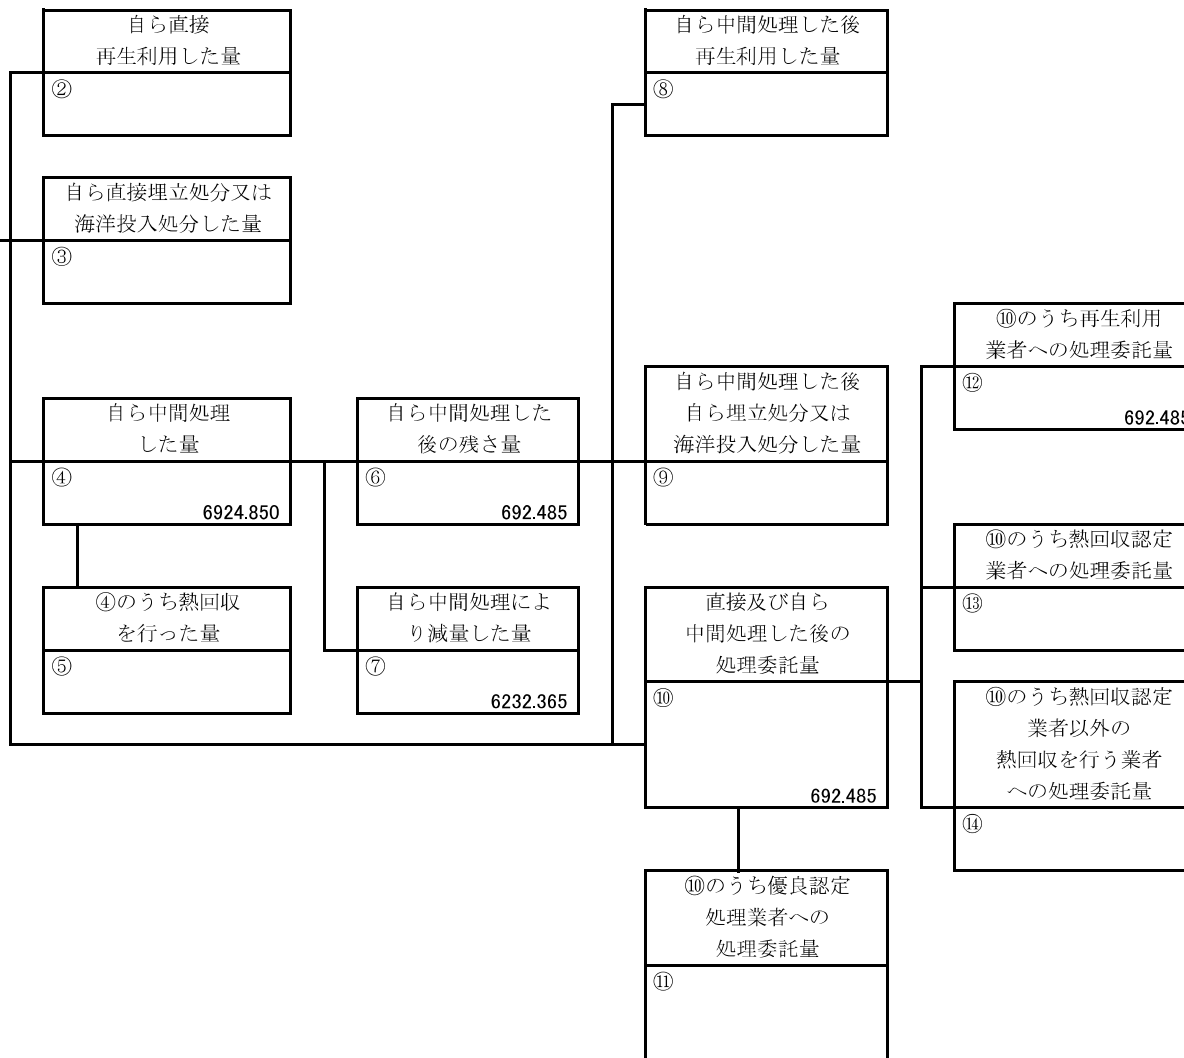 自ら直接
再生利用した量
②
自ら中間処理した後
再生利用した量
⑧
自ら直接埋立処分又は
海洋投入処分した量
③
⑩のうち再生利用
業者への処理委託量
⑫
692.485
自ら中間処理
した量
④
6924.850
自ら中間処理した
後の残さ量
⑥
692.485
自ら中間処理した後
自ら埋立処分又は
海洋投入処分した量
⑨
⑩のうち熱回収認定
業者への処理委託量
⑬
④のうち熱回収
を行った量
⑤
自ら中間処理によ
り減量した量
⑦
6232.365
直接及び自ら
中間処理した後の
処理委託量
⑩
692.485
⑩のうち熱回収認定
業者以外の
熱回収を行う業者
への処理委託量
⑭
⑩のうち優良認定
処理業者への
処理委託量
⑪